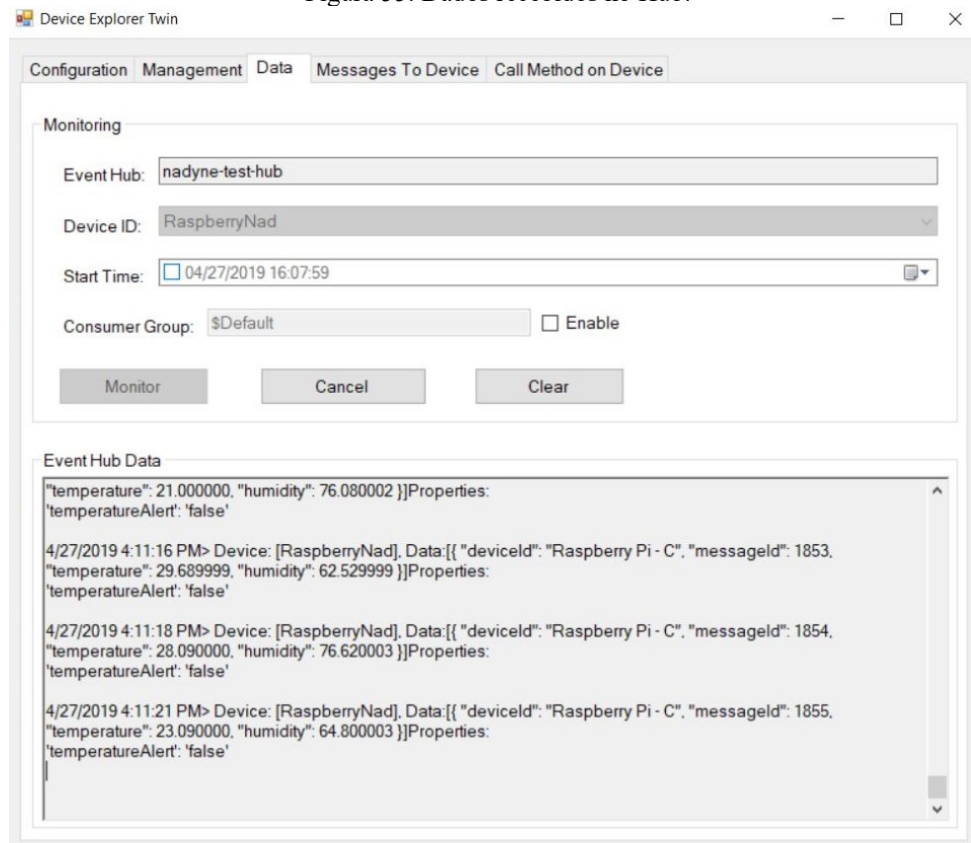 Device Explorer Twin
Configuration Management Data Messages To Device Call Method on Device
Monitoring
Event Hub: nadyne-test-hub
Device ID: RaspberryNad
Start Time: 04/27/2019 16:07:59
Consumer Group: $Default Enable
Monitor Cancel Clear
Event Hub Data
"temperature": 21.000000, "humidity": 76.080002 }]Properties:
'temperatureAlert': 'false'
4/27/2019 4:11:16 PM> Device: [RaspberryNad], Data:[{ "deviceId": "Raspberry Pi - C", "messageId": 1853,
"temperature": 29.689999, "humidity": 62.529999 }]Properties:
'temperatureAlert': 'false'
4/27/2019 4:11:18 PM> Device: [RaspberryNad], Data:[{ "deviceId": "Raspberry Pi - C", "messageId": 1854,
"temperature": 28.090000, "humidity": 76.620003 }]Properties:
'temperatureAlert': 'false'
4/27/2019 4:11:21 PM> Device: [RaspberryNad], Data:[{ "deviceId": "Raspberry Pi - C", "messageId": 1855,
"temperature": 23.090000, "humidity": 64.800003 }]Properties:
'temperatureAlert': 'false'